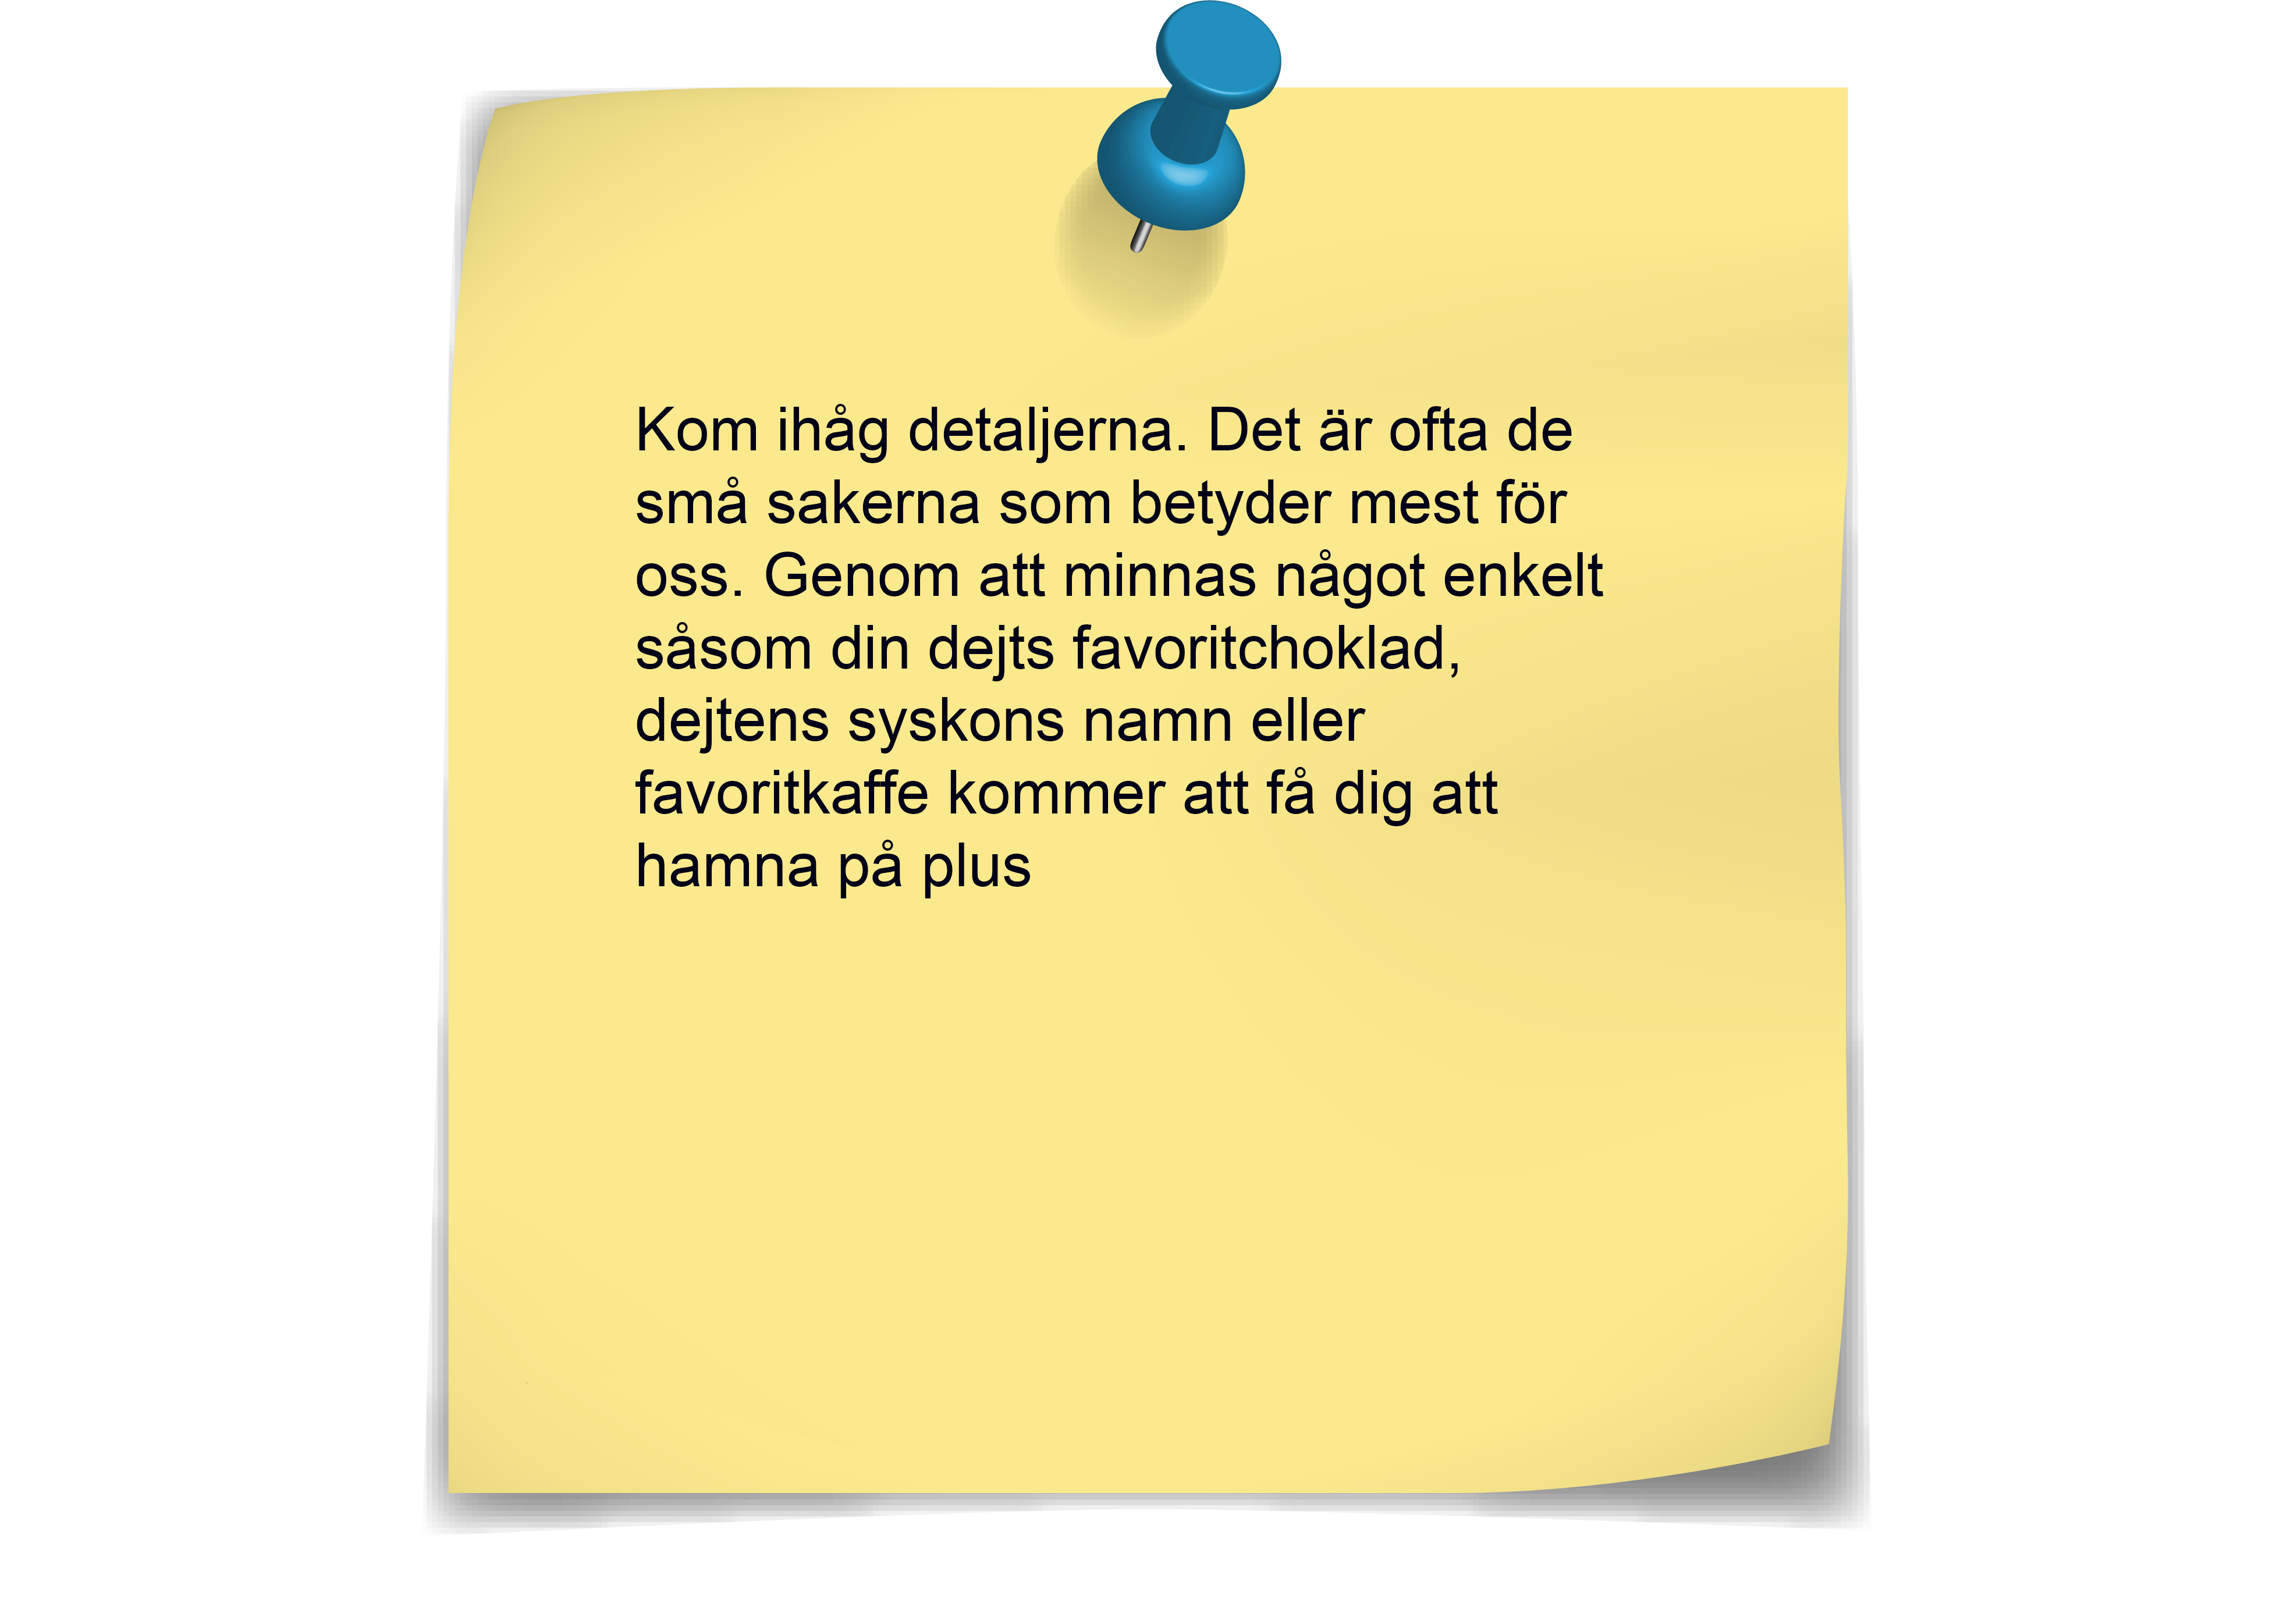 Kom ihåg detaljerna. Det är ofta de
små sakerna som betyder mest för
oss. Genom att minnas något enkelt
såsom din dejts favoritchoklad,
dejtens syskons namn eller
favoritkaffe kommer att få dig att
hamna på plus